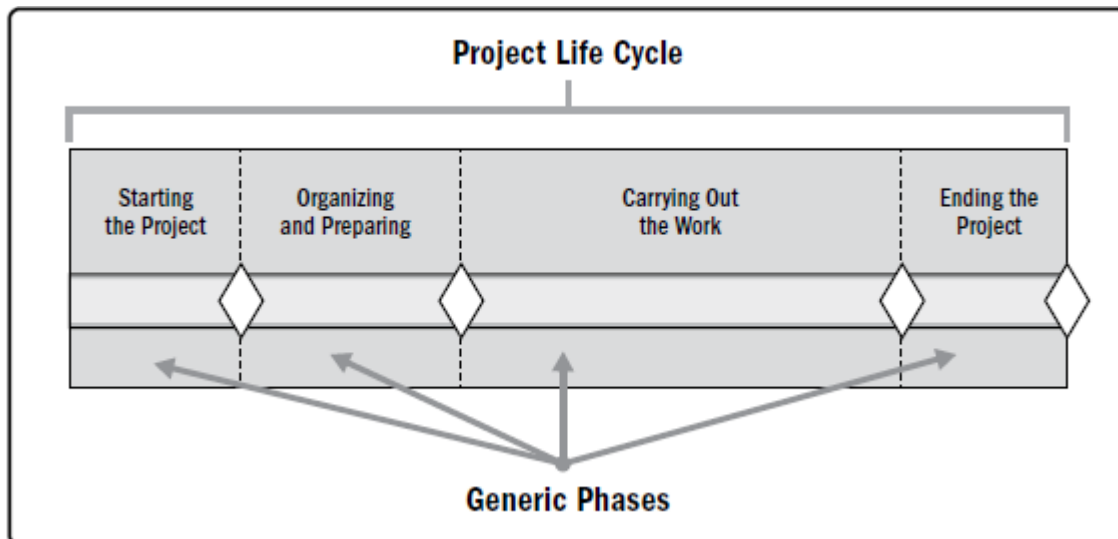 Project Life Cycle
Starting
the Project
Organizing
and Preparing
Carrying Out
the Work
Ending the
Project
Generic Phases